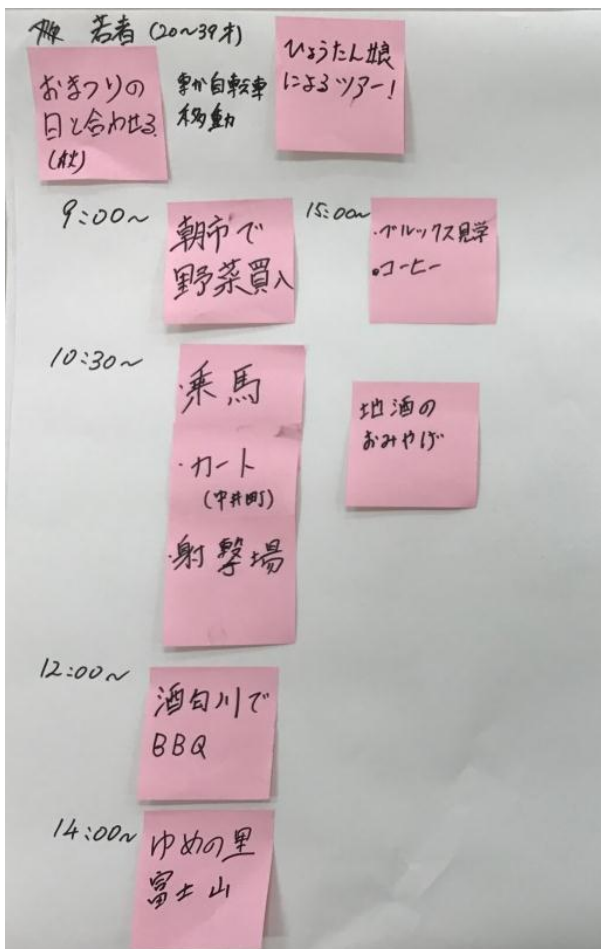 若者(20〜39才)
おまつりの
日と合わせる
(秋)
車か自転車
移動
ひょうたん娘
によるツアー!
9:00〜
朝市で
野菜買入
10:30〜
・乗馬
・カート
(中井町)
・射撃場
12:00〜
酒匂川で
BBQ
14:00〜
ゆめの里
富士山
15:00〜
・ベルックス見学
・コーヒー
地酒の
おみやげ